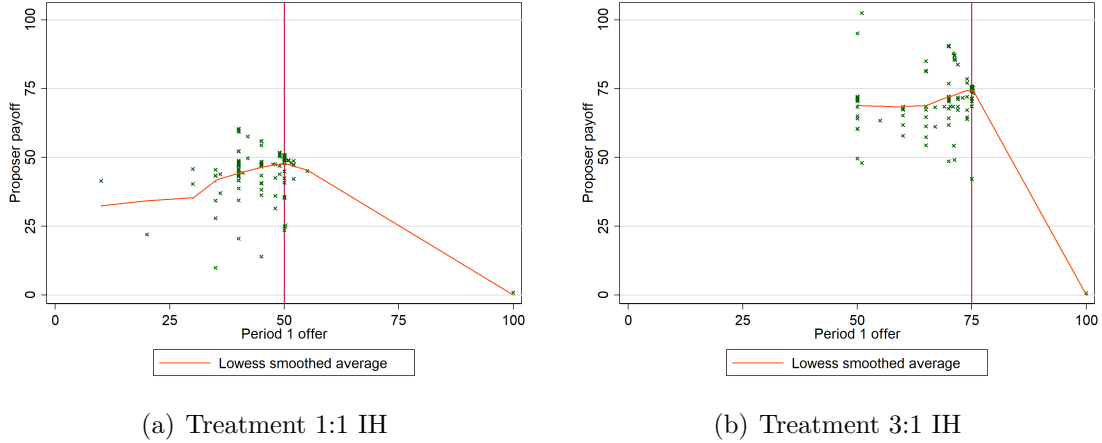 100
75
50
25
0
Proposer payoff
0 25 50 75 100
Period 1 offer
Lowess smoothed average
(a) Treatment 1:1 IH
100
75
50
25
0
Proposer payoff
0 25 50 75 100
Period 1 offer
Lowess smoothed average
(b) Treatment 3:1 IH